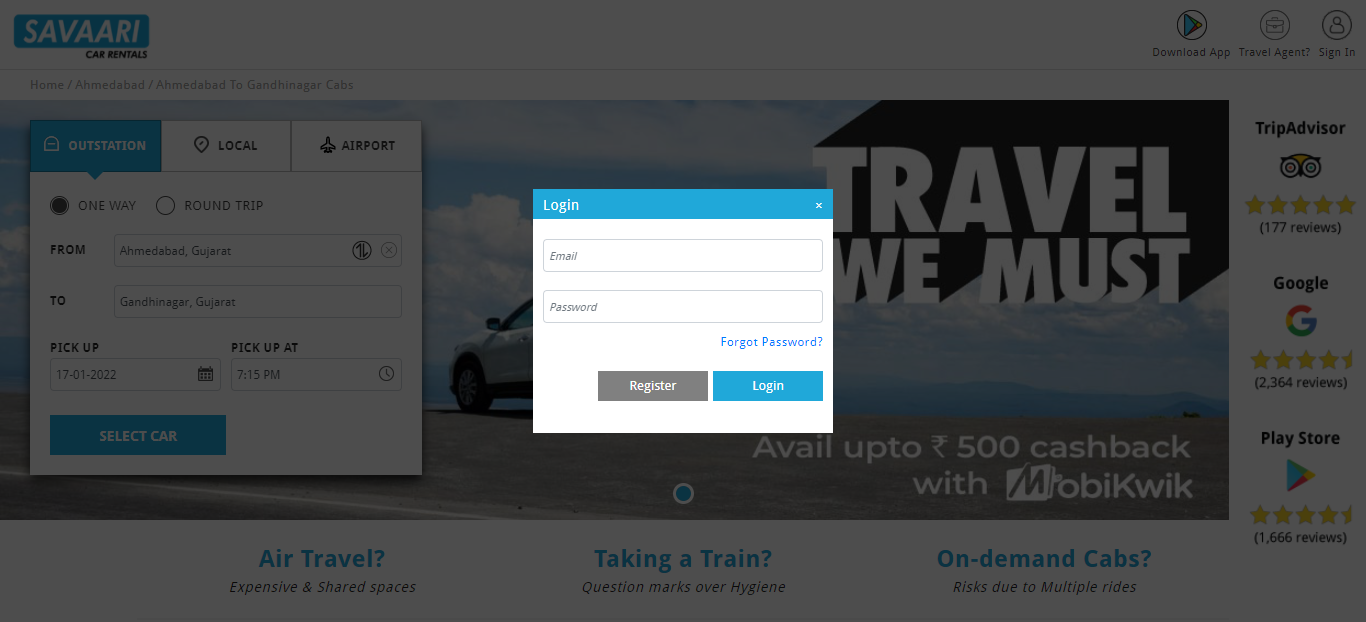 SAVAARI
CAR RENTALS
Download App
Travel Agent?
Sign In
Home / Ahmedabad / Ahmedabad To Gandhinagar Cabs
OUTSTATION
LOCAL
AIRPORT
ONE WAY
ROUND TRIP
FROM
Ahmedabad, Gujarat
TO
Gandhinagar, Gujarat
PICK UP
PICK UP AT
17-01-2022
7:15 PM
SELECT CAR
Login
×
Email
Password
Forgot Password?
Register
Login
TRAVEL
WE MUST
Avail upto ₹ 500 cashback
with MobiKwik
TripAdvisor
(177 reviews)
Google
(2,364 reviews)
Play Store
(1,666 reviews)
Air Travel?
Expensive & Shared spaces
Taking a Train?
Question marks over Hygiene
On-demand Cabs?
Risks due to Multiple rides